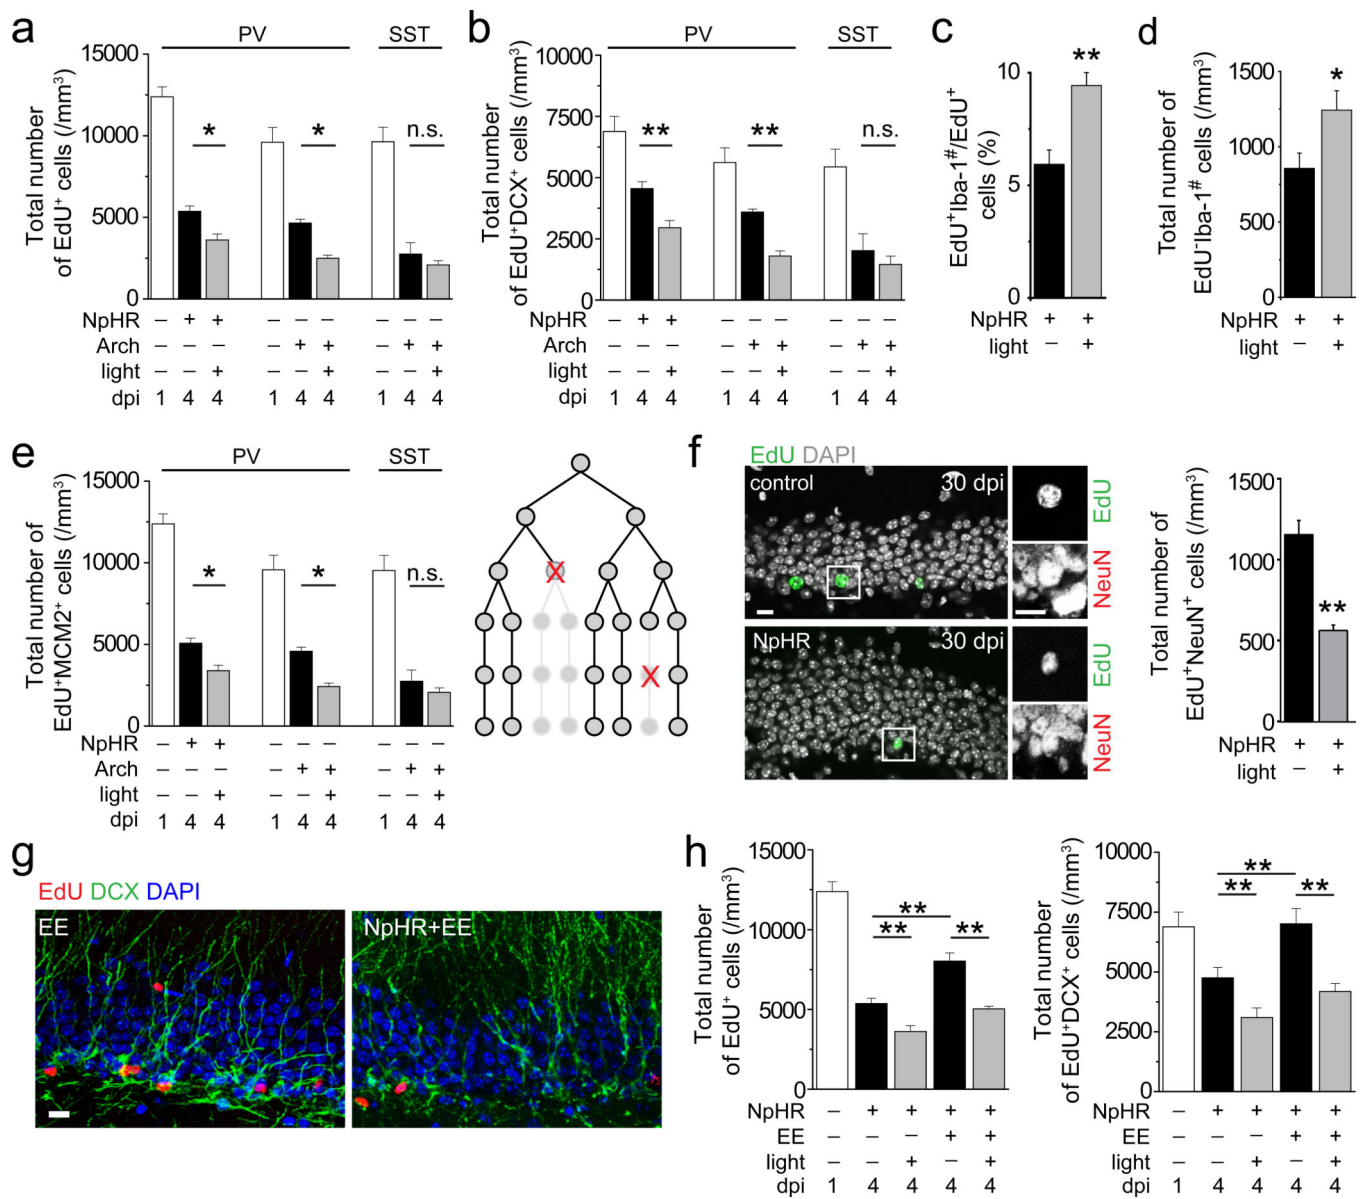 a
PV SST
Total number
of EdU⁺ cells (/mm³)
15000
10000
5000
0
* * n.s.
NpHR – + + – – – – – –
Arch – – – – + + – + +
light – – + – – + – – +
dpi 1 4 4 1 4 4 1 4 4
b
PV SST
Total number
of EdU⁺DCX⁺ cells (/mm³)
10000
7500
5000
2500
0
** ** n.s.
NpHR – + + – – – – – –
Arch – – – – + + – + +
light – – + – – + – – +
dpi 1 4 4 1 4 4 1 4 4
c
EdU⁺Iba-1#/EdU⁺
cells (%)
10
5
0
**
NpHR + +
light – +
d
Total number of
EdU⁻Iba-1# cells (/mm³)
1500
1000
500
0
*
NpHR + +
light – +
e
PV SST
Total number of
EdU⁺MCM2⁺ cells (/mm³)
15000
10000
5000
0
* * n.s.
NpHR – + + – – – – – –
Arch – – – – + + – + +
light – – + – – + – – +
dpi 1 4 4 1 4 4 1 4 4
X
X
f
EdU DAPI
control 30 dpi
EdU
NeuN
NpHR 30 dpi
EdU
NeuN
Total number of
EdU⁺NeuN⁺ cells (/mm³)
1500
1000
500
0
**
NpHR + +
light – +
g
EdU DCX DAPI
EE
NpHR+EE
h
Total number
of EdU⁺ cells (/mm³)
15000
10000
5000
0
**
** **
NpHR – + + + +
EE – – – + +
light – – + – +
dpi 1 4 4 4 4
Total number
of EdU⁺DCX⁺ cells (/mm³)
10000
7500
5000
2500
0
**
** **
NpHR – + + + +
EE – – – + +
light – – + – +
dpi 1 4 4 4 4